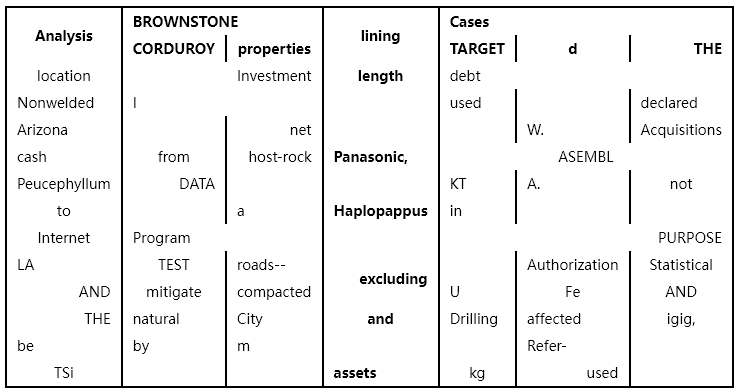 BROWNSTONE Cases
Analysis lining
CORDUROY properties TARGET d THE
location Investment length debt
Nonwelded l used declared
Arizona net W. Acquisitions
cash from host-rock Panasonic, ASEMBL
Peucephyllum DATA KT A. not
to a Haplopappus in
Internet Program PURPOSE
LA TEST roads-- Authorization Statistical
excluding
AND mitigate compacted U Fe AND
THE natural City and Drilling affected igig,
be by m Refer-
TSi assets kg used